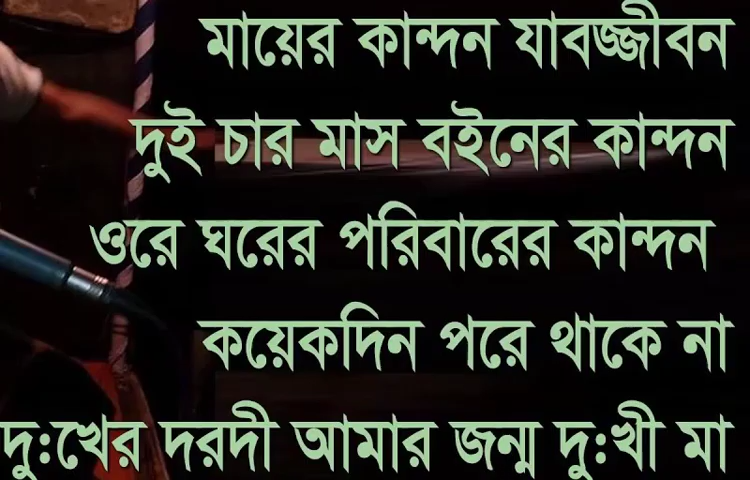 মায়ের কান্দন যাবজ্জীবন
দুই চার মাস বইনের কান্দন
ওরে ঘরের পরিবারের কান্দন
কয়েকদিন পরে থাকে না
দু:খের দরদী আমার জন্ম দু:খী মা